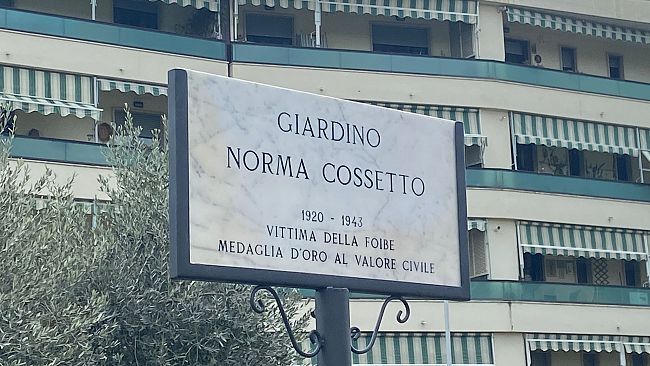 GIARDINO
NORMA COSSETTO
1920 - 1943
VITTIMA DELLA FOIBE
MEDAGLIA D'ORO AL VALORE CIVILE